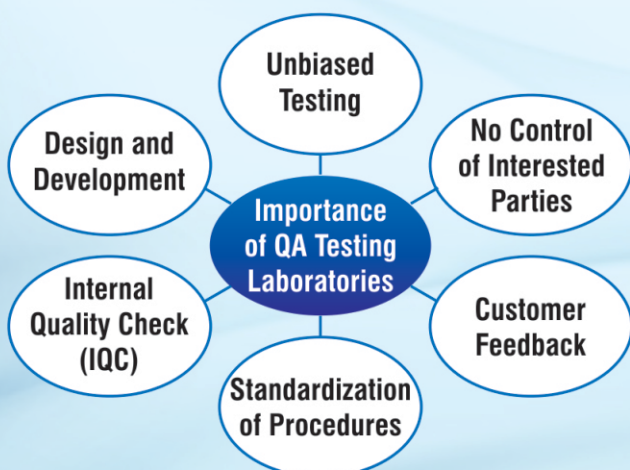 Unbiased
Testing
Design and
Development
No Control
of Interested
Parties
Importance
of QA Testing
Laboratories
Internal
Quality Check
(IQC)
Customer
Feedback
Standardization
of Procedures